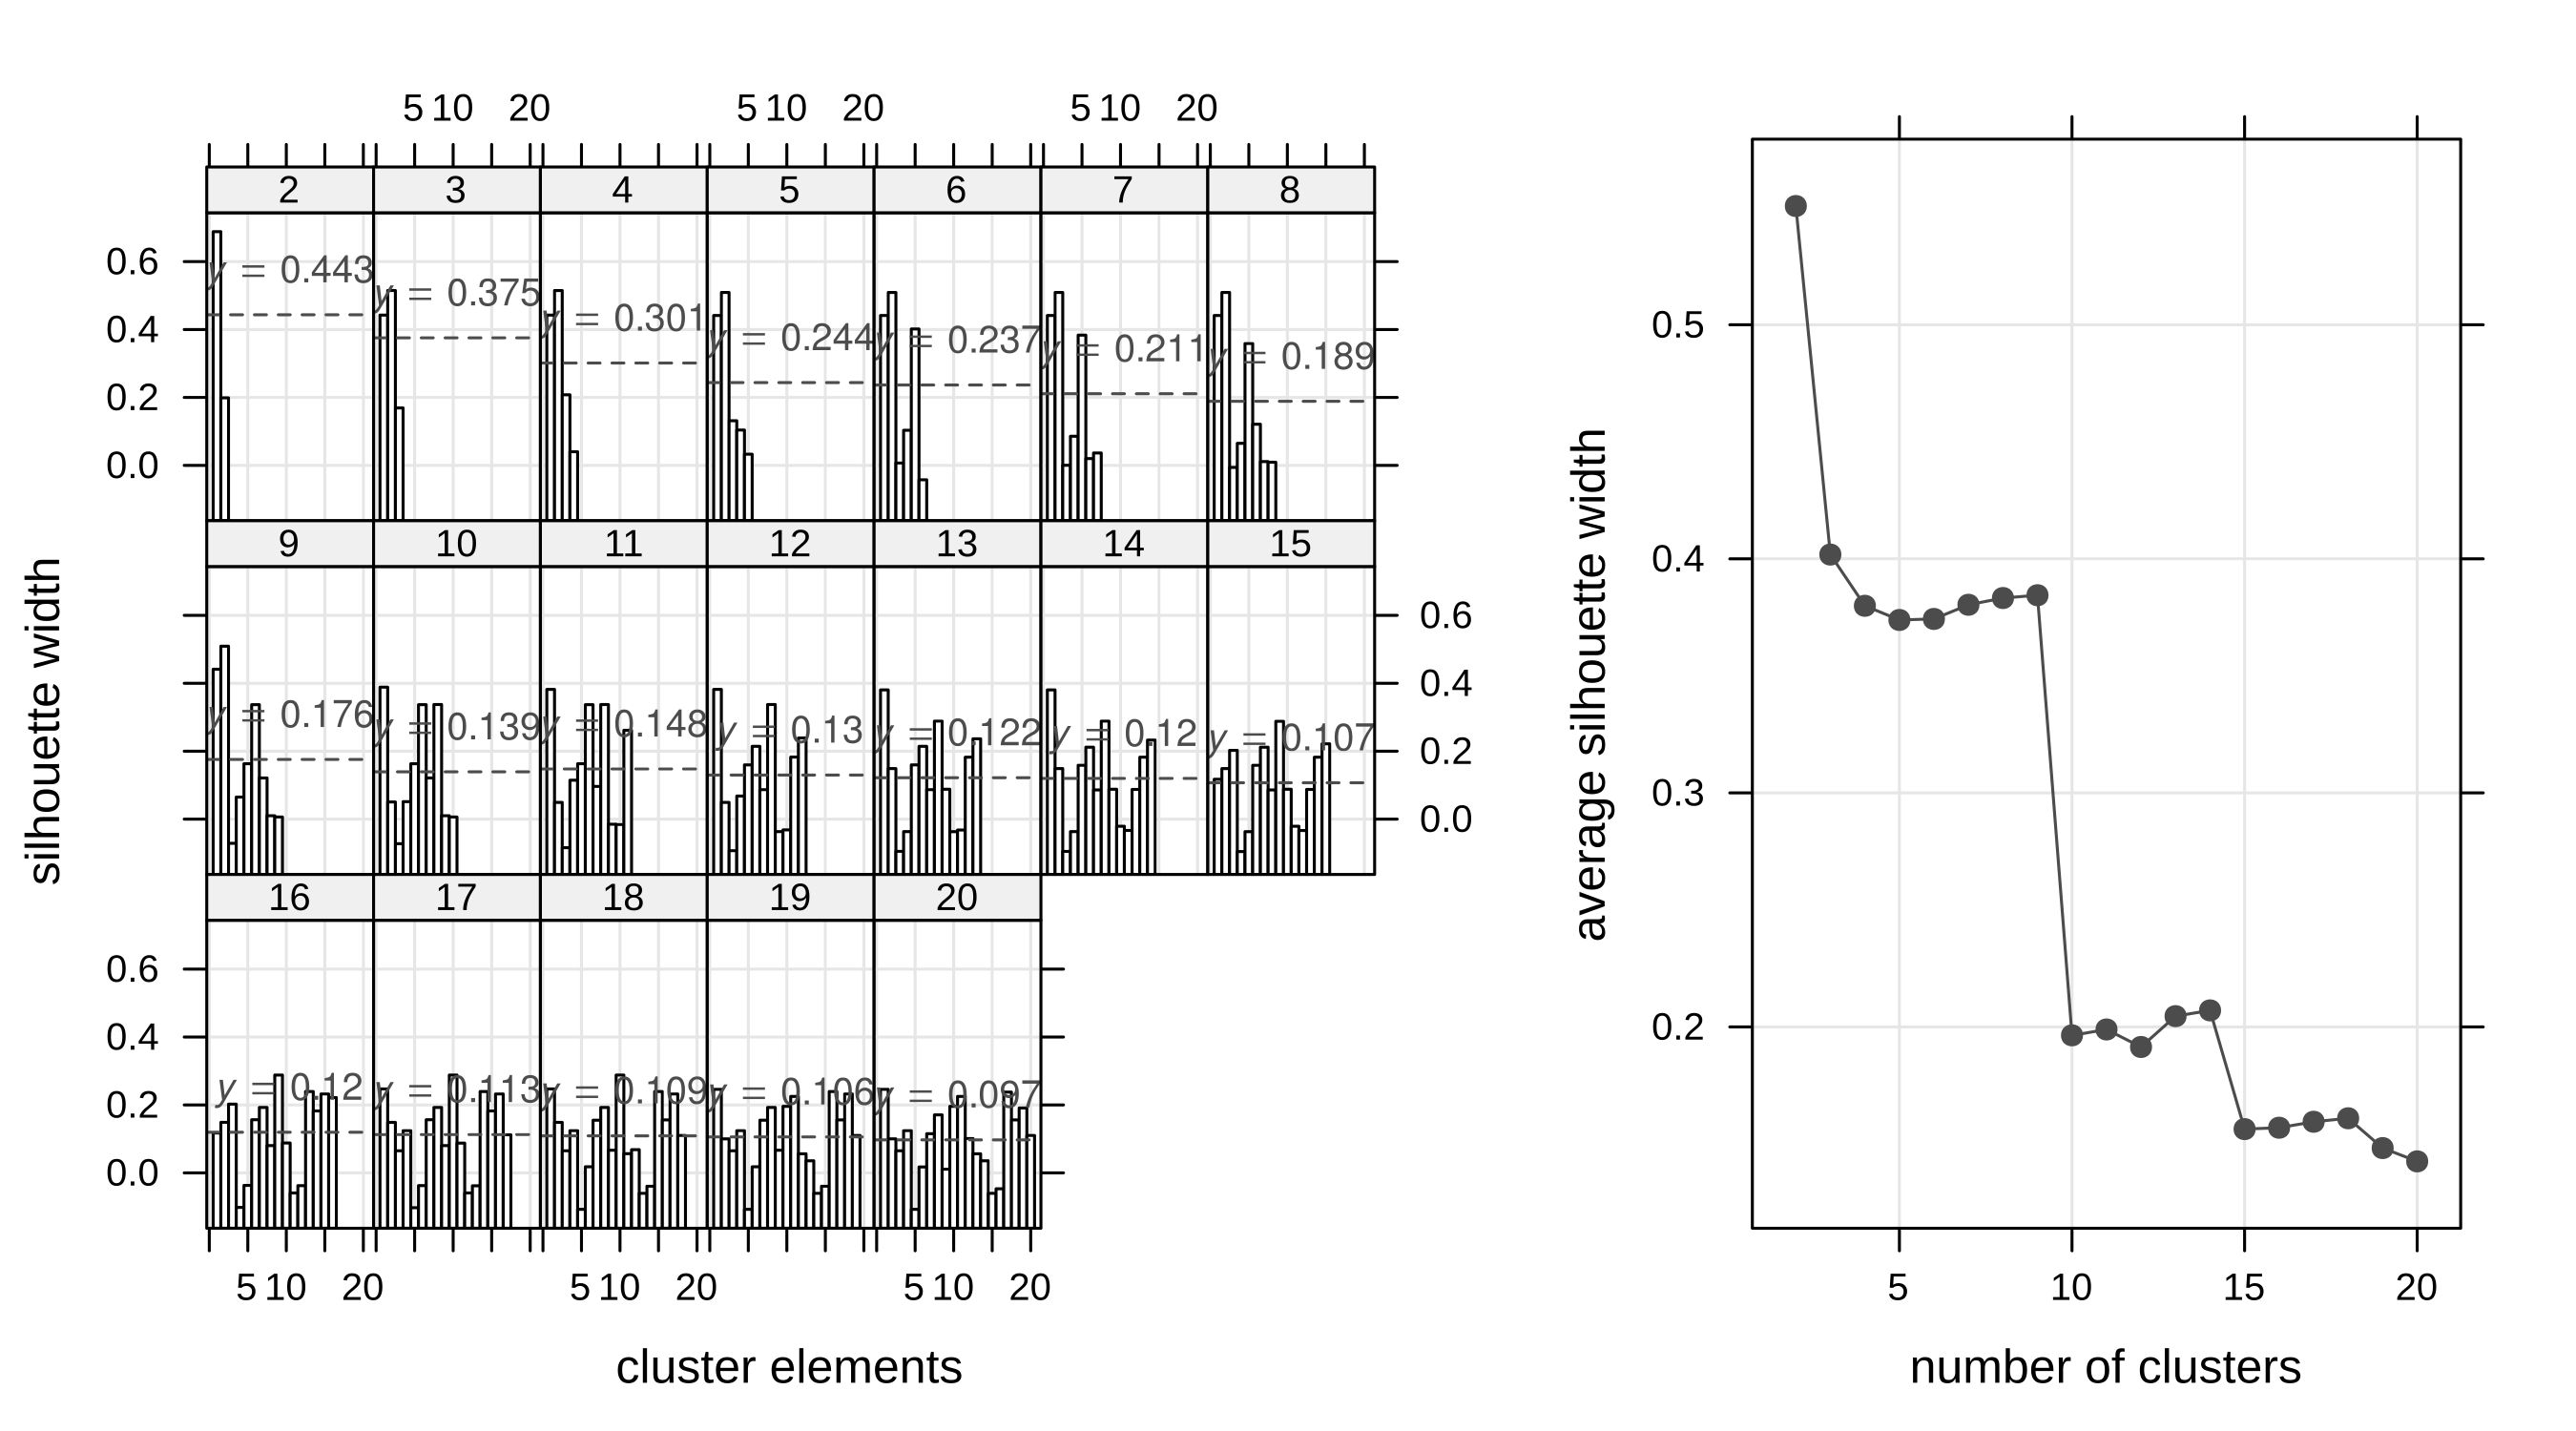 5 10 20 5 10 20 5 10 20
2 3 4 5 6 7 8
0.6
y = 0.443 y = 0.375 y = 0.301 y = 0.244 y = 0.237 y = 0.211 y = 0.189
0.4
0.2
0.0
9 10 11 12 13 14 15
0.6
0.4
y = 0.176 y = 0.139 y = 0.148 y = 0.13 y = 0.122 y = 0.12 y = 0.107
0.2
0.0
16 17 18 19 20
0.6
0.4
y = 0.12 y = 0.113 y = 0.109 y = 0.106 y = 0.097
0.2
0.0
5 10 20 5 10 20 5 10 20
silhouette width
cluster elements
0.5
0.4
0.3
0.2
5 10 15 20
average silhouette width
number of clusters